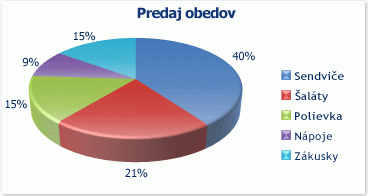 Predaj obedov
15%
40%
9%
15%
21%
Sendviče
Šaláty
Polievka
Nápoje
Zákusky